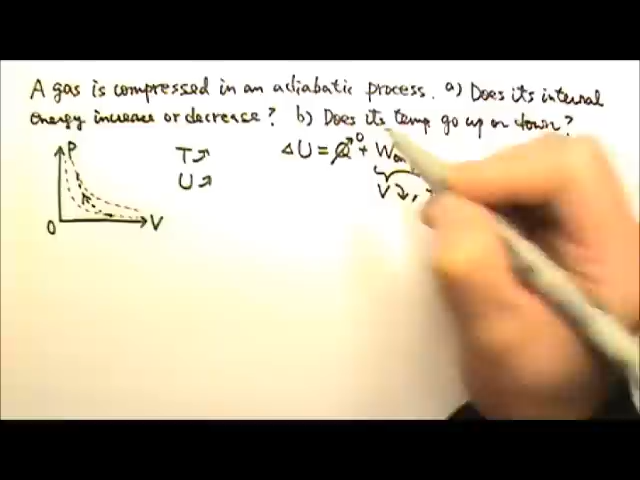 A gas is compressed in an adiabatic process. a) Does its internal
energy increase or decrease? b) Does its temp go up or down?
P
T↗
U↗
ΔU = Q⁰ + Won
V↘,
O
V